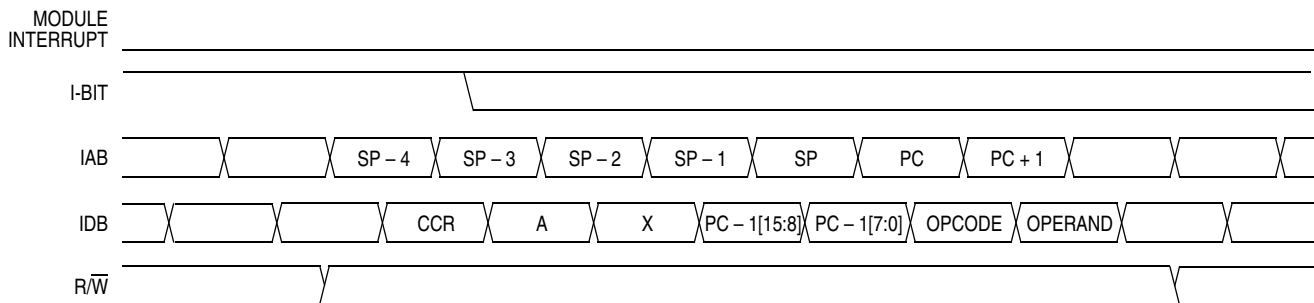 MODULE
INTERRUPT
I-BIT
IAB SP – 4 SP – 3 SP – 2 SP – 1 SP PC PC + 1
IDB CCR A X PC – 1[15:8] PC – 1[7:0] OPCODE OPERAND
R/W̅